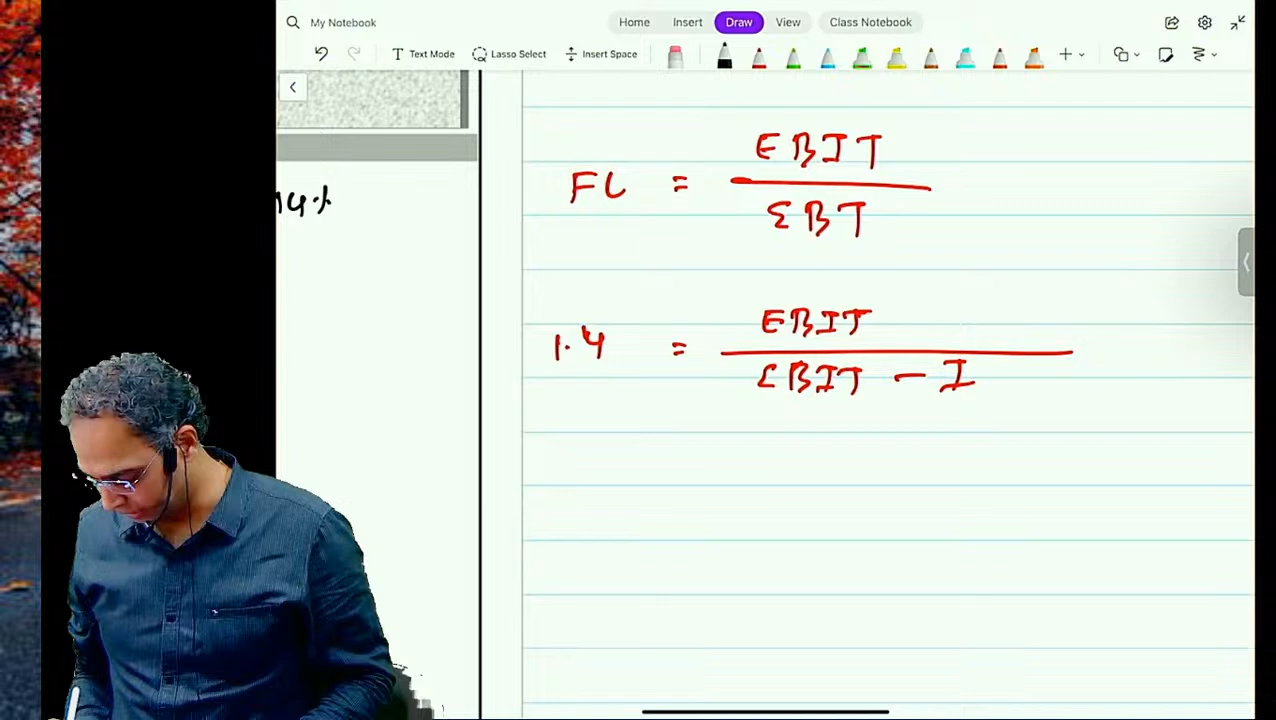 My Notebook
Home Insert Draw View Class Notebook
Text Mode Lasso Select Insert Space
14%
FL = EBIT / EBT
1.4 = EBIT / EBIT - I